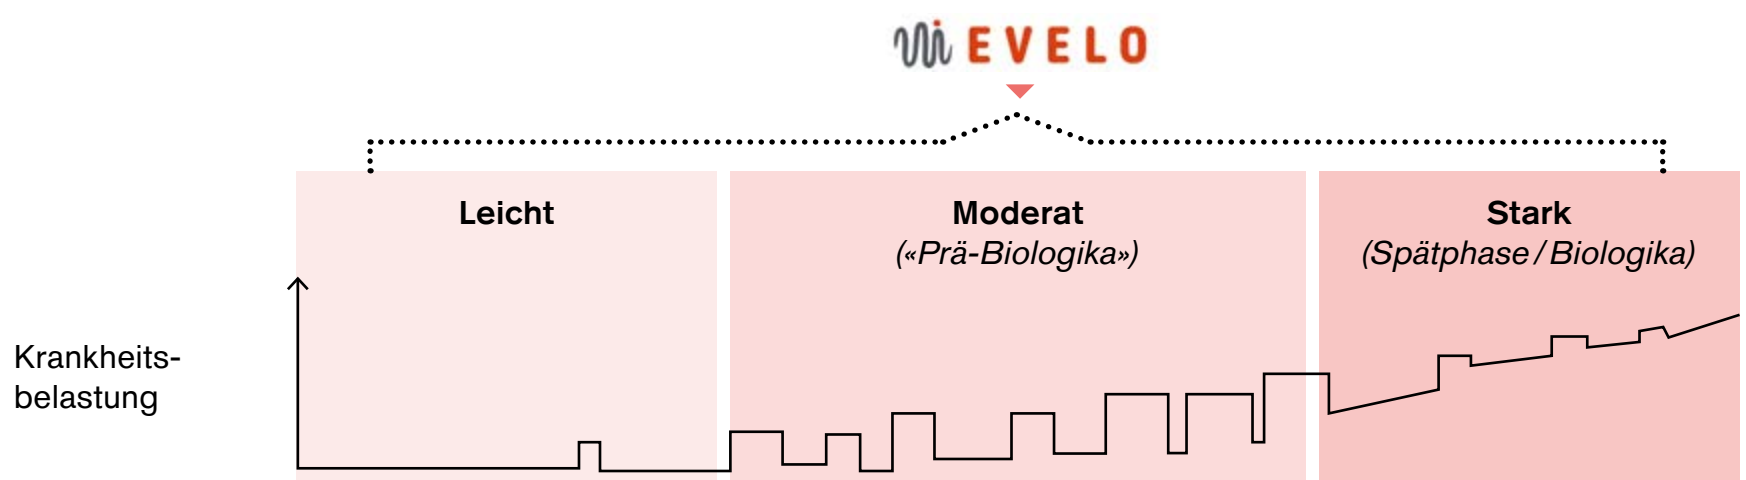 EVELO
Leicht
Moderat
(«Prä-Biologika»)
Stark
(Spätphase / Biologika)
Krankheits-
belastung